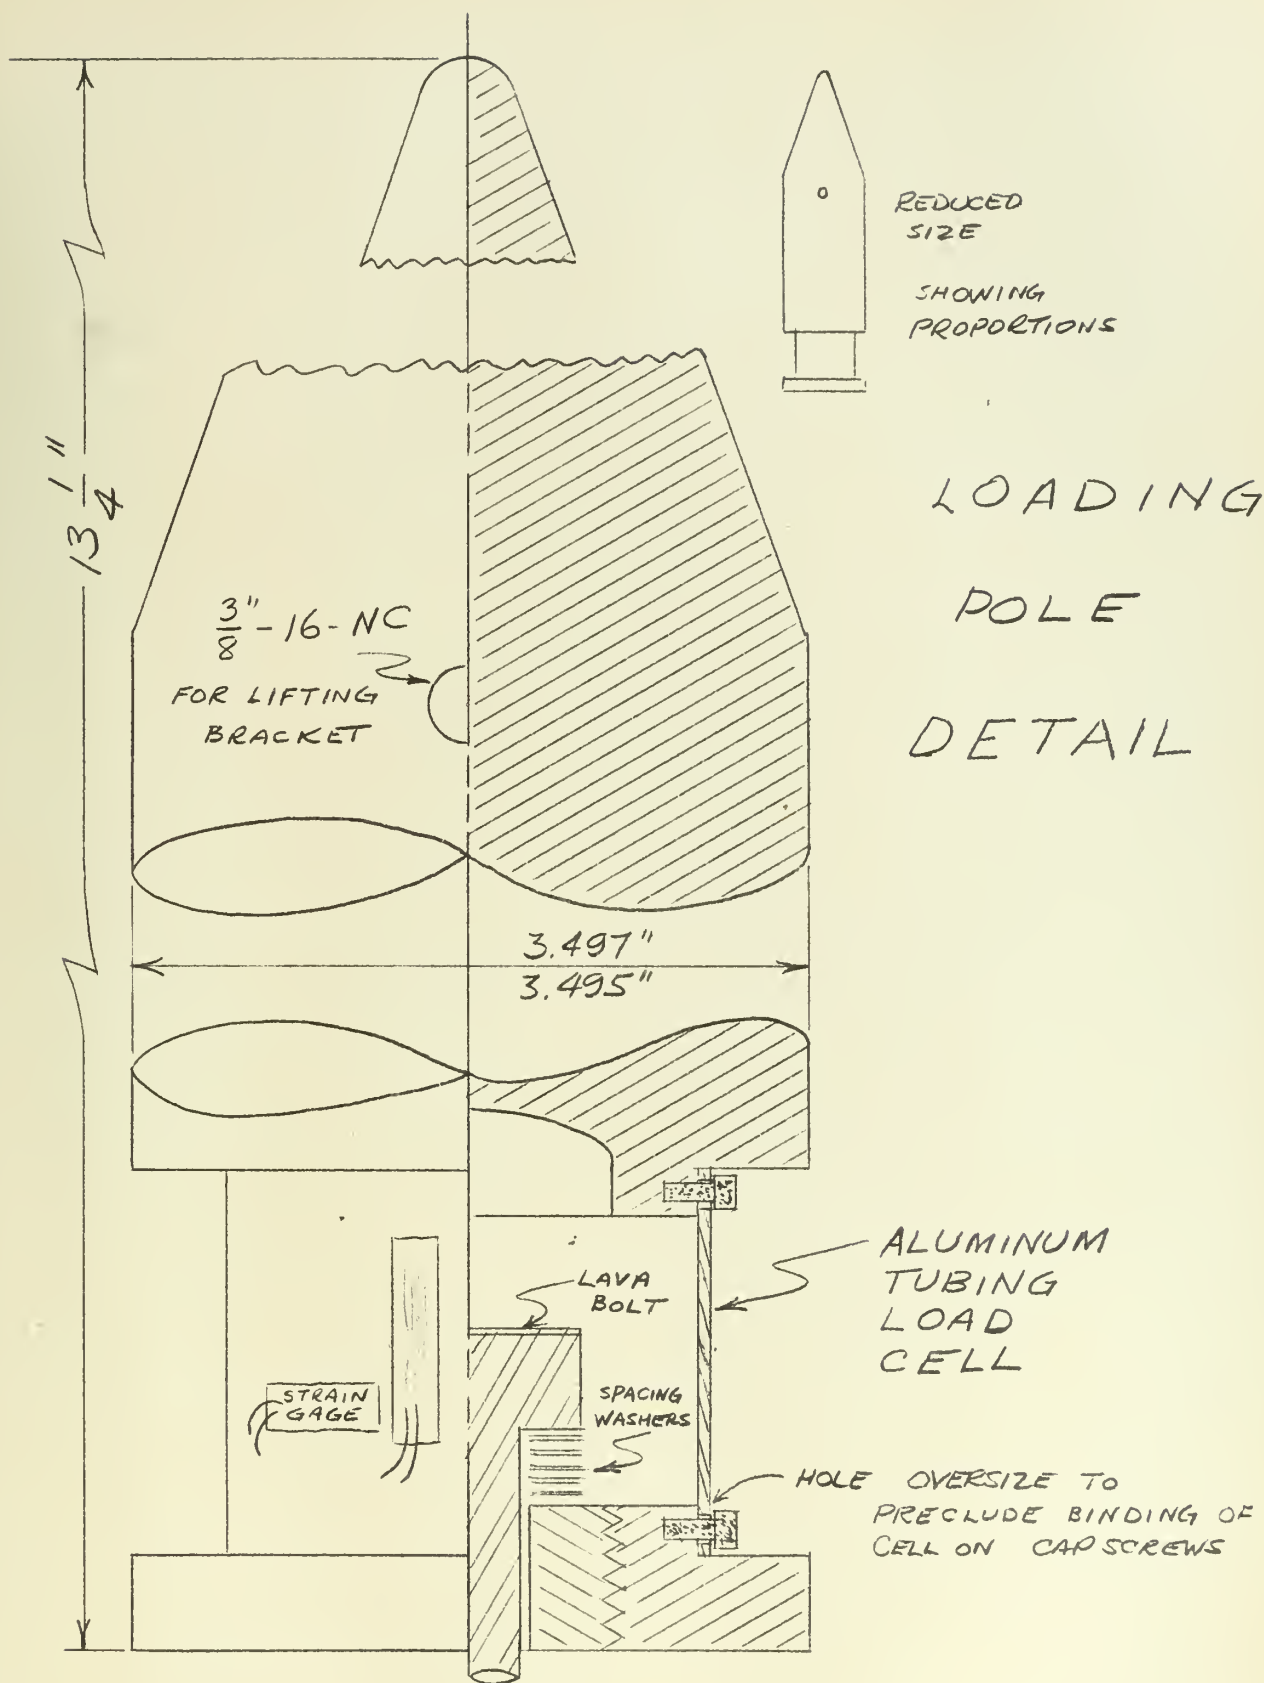 REDUCED
SIZE
SHOWING
PROPORTIONS
LOADING
POLE
DETAIL
13 1/4"
3/8"-16-NC
FOR LIFTING
BRACKET
3.497"
3.495"
ALUMINUM
TUBING
LOAD
CELL
LAVA
BOLT
STRAIN
GAGE
SPACING
WASHERS
HOLE OVERSIZE TO
PRECLUDE BINDING OF
CELL ON CAP SCREWS